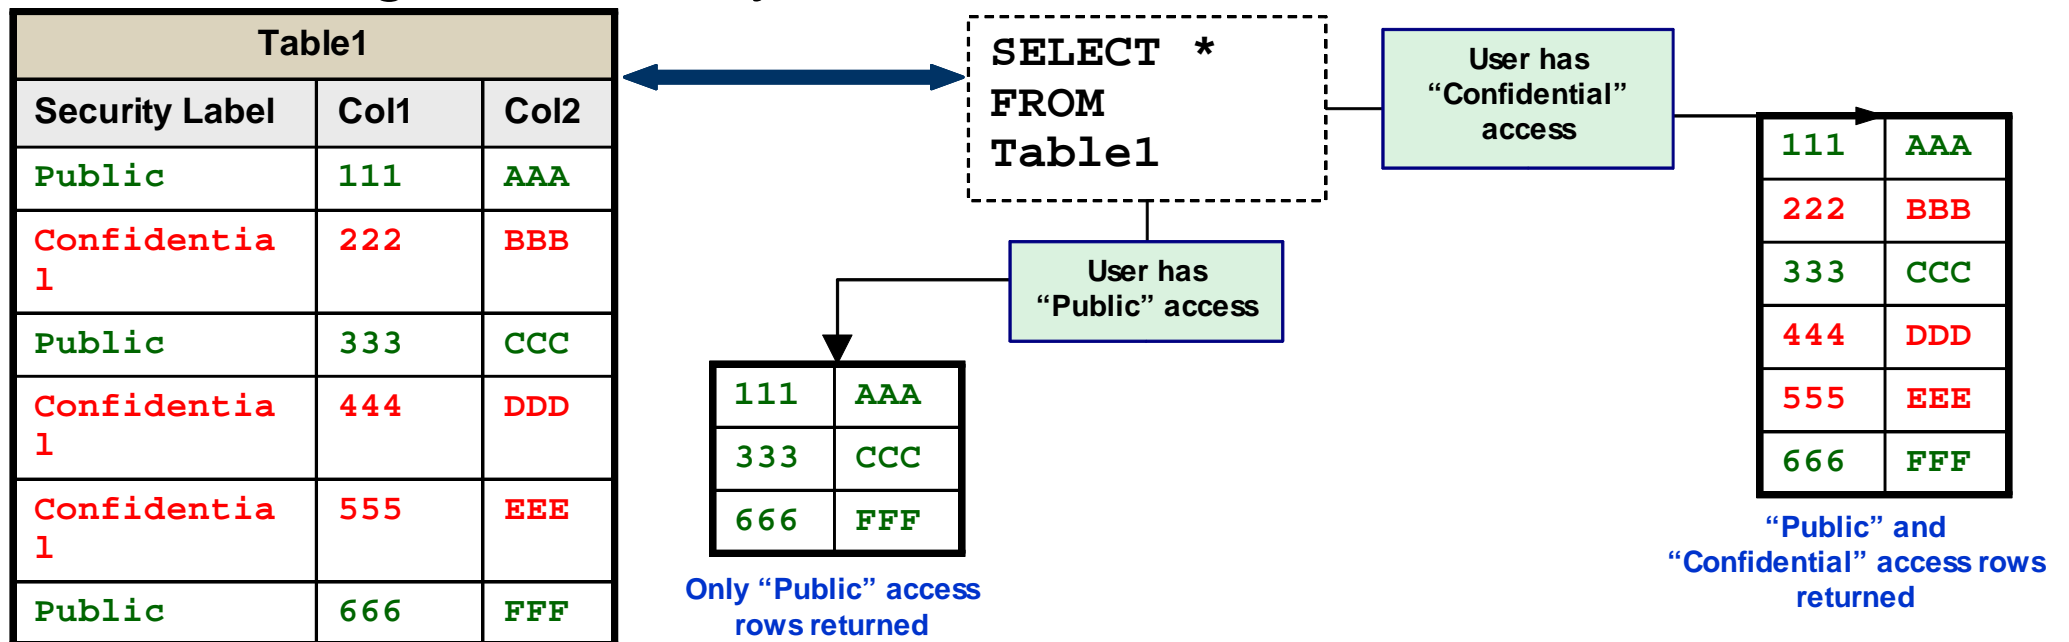 Table1
Security Label Col1 Col2
Public 111 AAA
Confidentia
l 222 BBB
Public 333 CCC
Confidentia
l 444 DDD
Confidentia
l 555 EEE
Public 666 FFF
SELECT *
FROM
Table1
User has
“Confidential”
access
User has
“Public” access
111 AAA
333 CCC
666 FFF
Only “Public” access
rows returned
111 AAA
222 BBB
333 CCC
444 DDD
555 EEE
666 FFF
“Public” and
“Confidential” access rows
returned